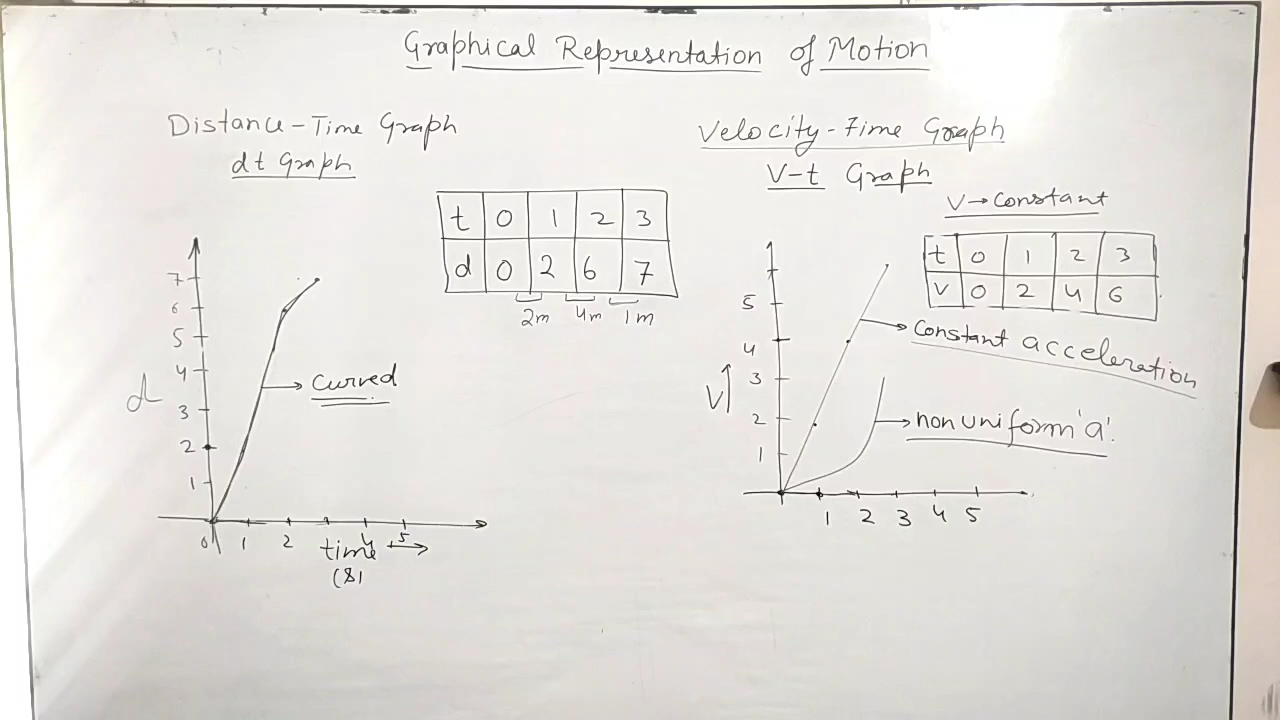 Graphical Representation of Motion
Distance-Time Graph
dt Graph
t 0 1 2 3
d 0 2 6 7
2m 4m 1m
7
6
5
4
3
2
1
d
curved
0 1 2 4 5
time
(s)
Velocity-Time Graph
V-t Graph
V→Constant
t 0 1 2 3
V 0 2 4 6
5
4
3
2
1
V
Constant acceleration
non uniform 'a'.
1 2 3 4 5